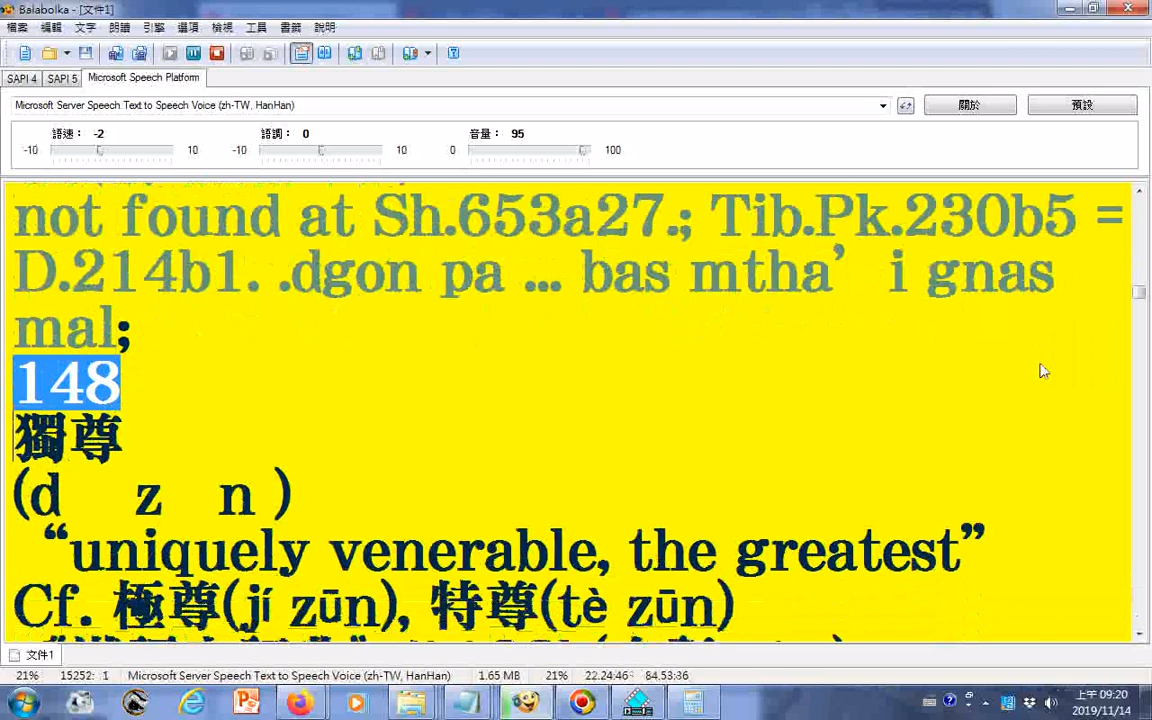 Balabolka - [文件1]
檔案 編輯 文字 朗讀 引擎 選項 檢視 工具 書籤 說明
SAPI 4 SAPI 5 Microsoft Speech Platform
Microsoft Server Speech Text to Speech Voice (zh-TW, HanHan) 關於 預設
語速： -2 語調： 0 音量： 95
-10 10 -10 10 0 100
not found at Sh.653a27.; Tib.Pk.230b5 =
D.214b1. .dgon pa ... bas mtha’ i gnas
mal;
148
獨尊
(d z n )
“uniquely venerable, the greatest”
Cf. 極尊(jí zūn), 特尊(tè zūn)
文件1
21% 15252: 1 Microsoft Server Speech Text to Speech Voice (zh-TW, HanHan) 1.65 MB 21% 22.24:46 84.53:36
上午 09:20
2019/11/14